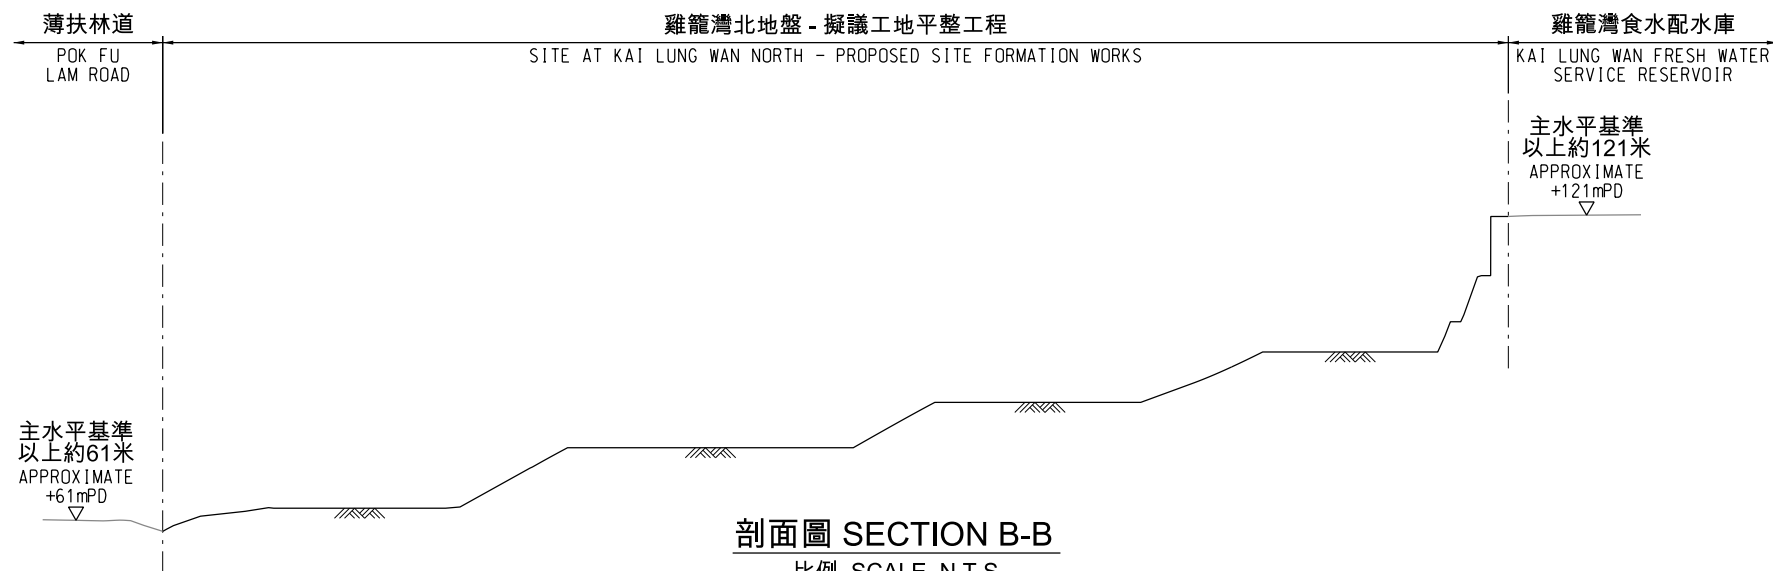 薄扶林道
POK FU
LAM ROAD
雞籠灣北地盤 - 擬議工地平整工程
SITE AT KAI LUNG WAN NORTH – PROPOSED SITE FORMATION WORKS
雞籠灣食水配水庫
KAI LUNG WAN FRESH WATER
SERVICE RESERVOIR
主水平基準
以上約121米
APPROXIMATE
+121mPD
主水平基準
以上約61米
APPROXIMATE
+61mPD
剖面圖 SECTION B-B
比例 SCALE N.T.S.